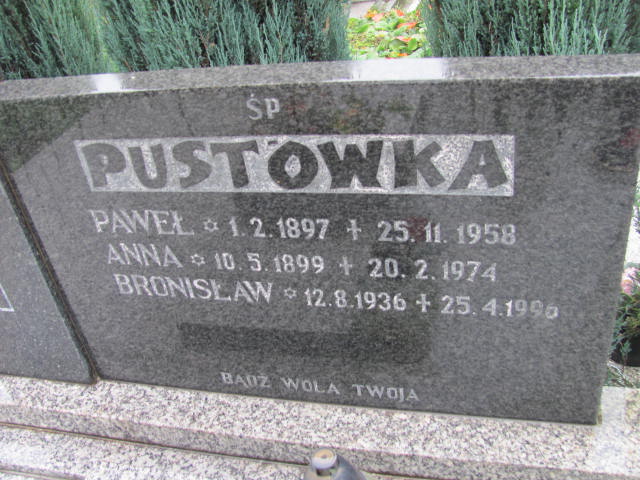 ŚP
PUSTÓWKA
PAWEŁ ✡ 1.2.1897 + 25.11.1958
ANNA ✡ 10.5.1899 + 20.2.1974
BRONISŁAW ✡ 12.8.1936 + 25.4.1996
BĄDŹ WOLA TWOJA